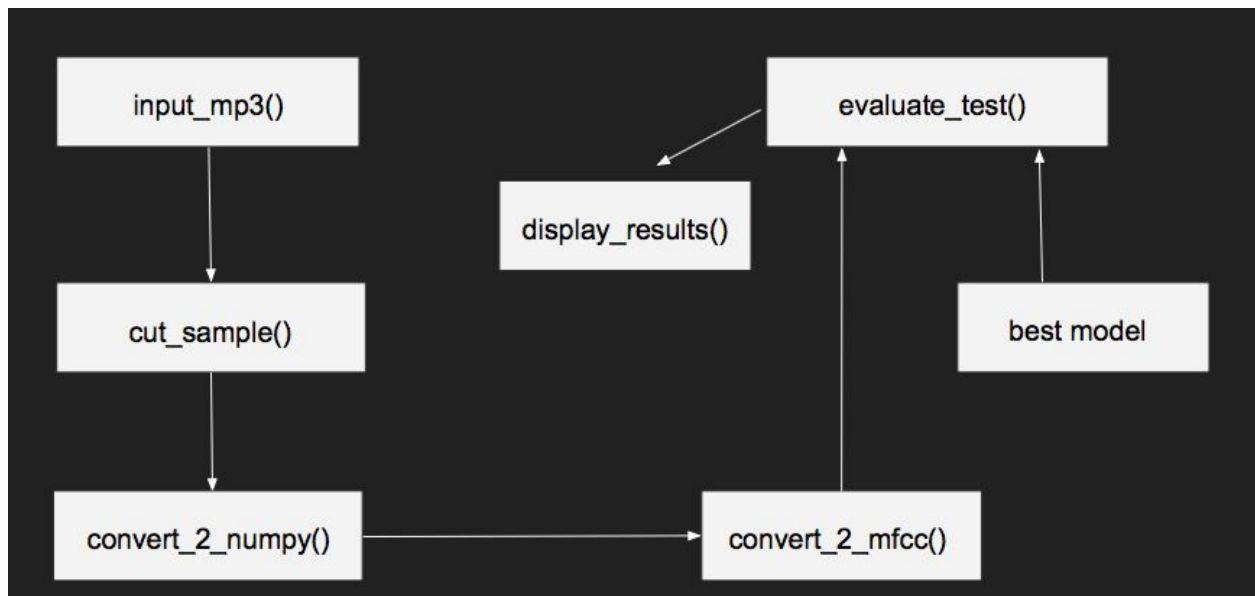 input_mp3()
evaluate_test()
display_results()
cut_sample()
best model
convert_2_numpy()
convert_2_mfcc()